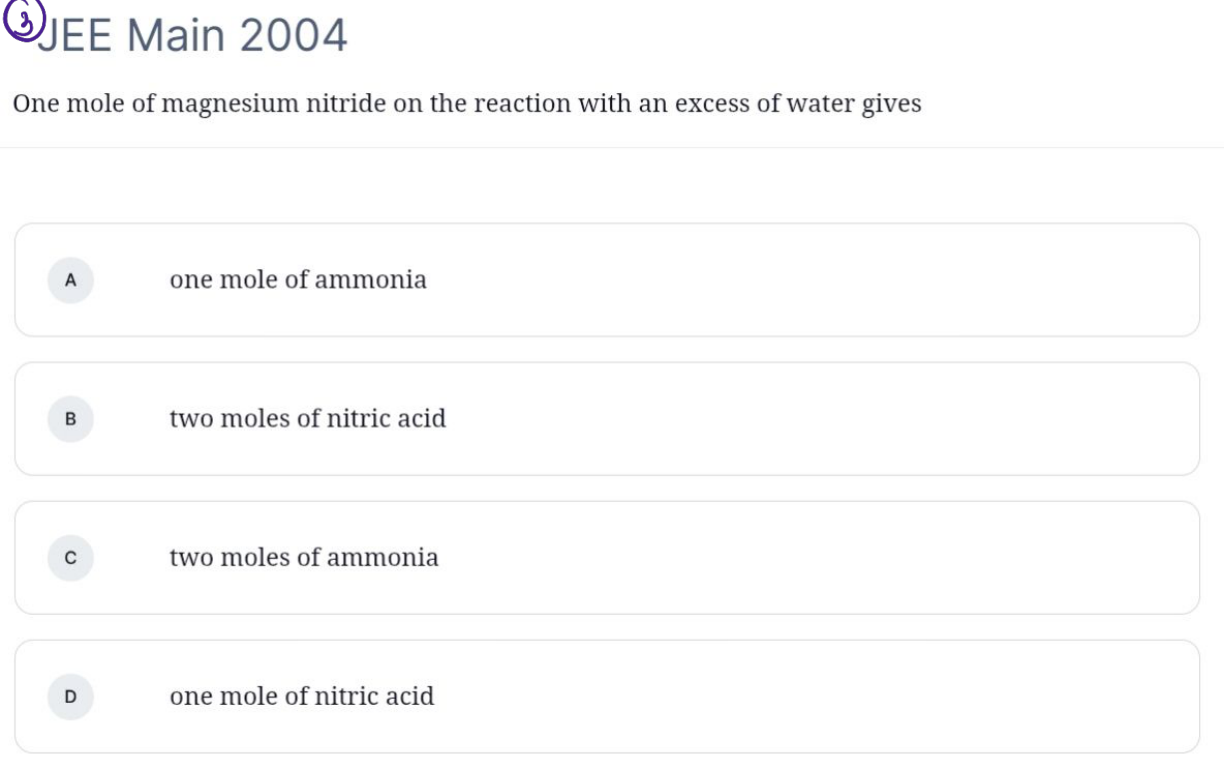 3
JEE Main 2004
One mole of magnesium nitride on the reaction with an excess of water gives
A one mole of ammonia
B two moles of nitric acid
C two moles of ammonia
D one mole of nitric acid